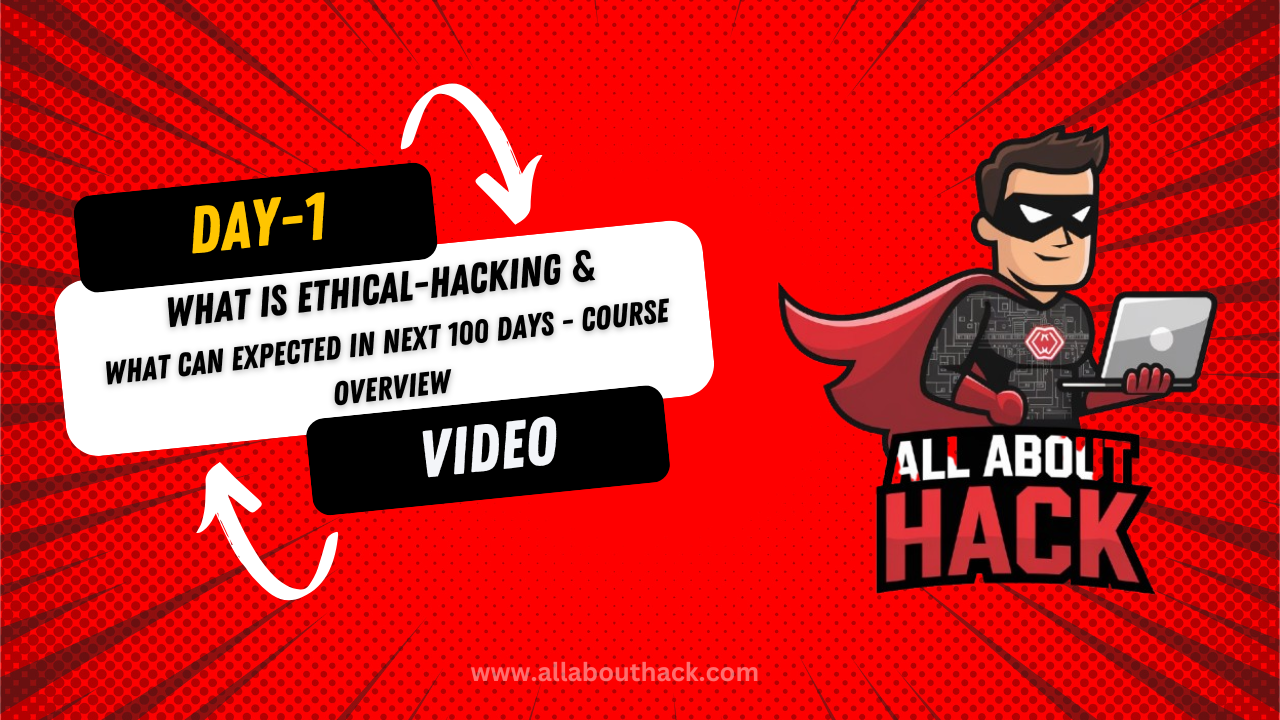 DAY-1
WHAT IS ETHICAL-HACKING &
WHAT CAN EXPECTED IN NEXT 100 DAYS - COURSE
OVERVIEW
VIDEO
ALL ABOUT
HACK
www.allabouthack.com